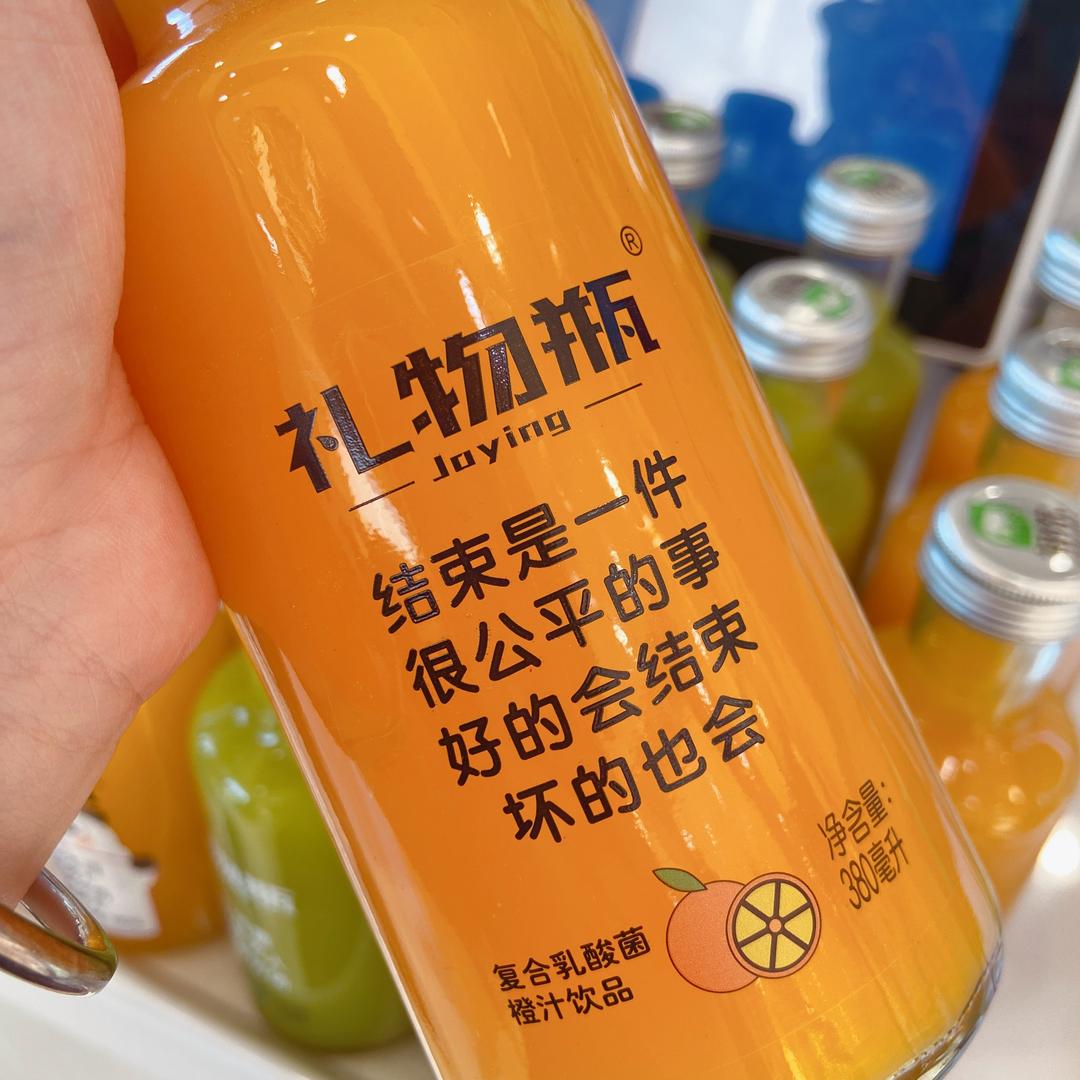 礼物瓶®
Joying
结束是一件
很公平的事
好的会结束
坏的也会
净含量:
380毫升
复合乳酸菌
橙汁饮品